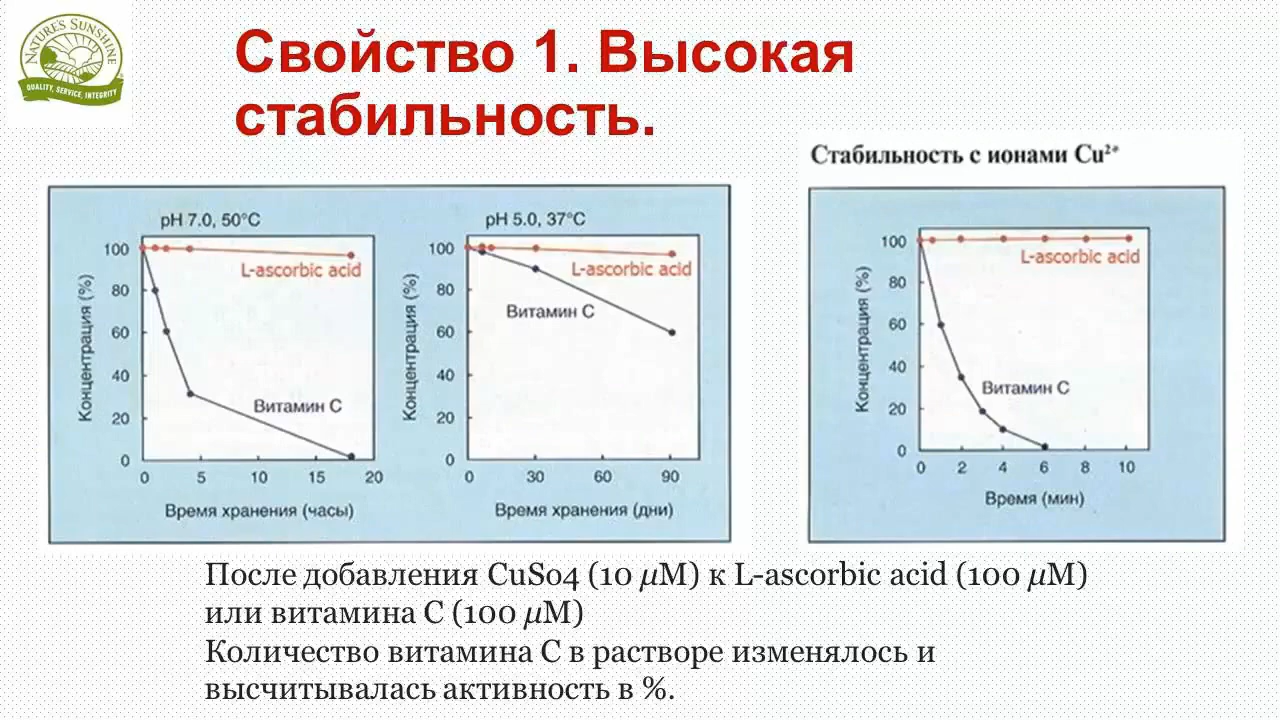 NATURE'S SUNSHINE
QUALITY, SERVICE, INTEGRITY
Свойство 1. Высокая
стабильность.
pH 7.0, 50°C
100
80
60
40
20
0
Концентрация (%)
L-ascorbic acid
Витамин С
0 5 10 15 20
Время хранения (часы)
pH 5.0, 37°C
100
80
60
40
20
0
Концентрация (%)
L-ascorbic acid
Витамин С
0 30 60 90
Время хранения (дни)
Стабильность с ионами Cu²⁺
100
80
60
40
20
0
Концентрация (%)
L-ascorbic acid
Витамин С
0 2 4 6 8 10
Время (мин)
После добавления CuSo4 (10 μM) к L-ascorbic acid (100 μM)
или витамина С (100 μM)
Количество витамина С в растворе изменялось и
высчитывалась активность в %.